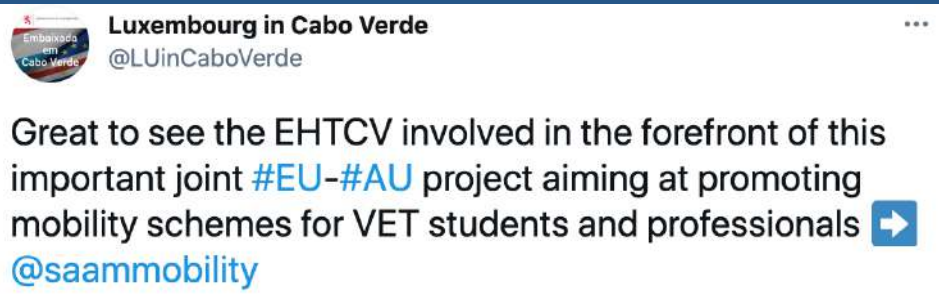 Embaixada
em
Cabo Verde
Luxembourg in Cabo Verde
@LUinCaboVerde
Great to see the EHTCV involved in the forefront of this
important joint #EU-#AU project aiming at promoting
mobility schemes for VET students and professionals ➡
@saammobility